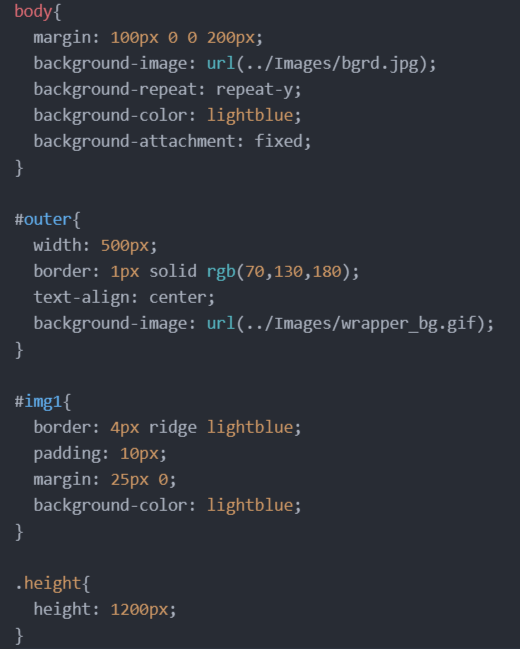 body{
  margin: 100px 0 0 200px;
  background-image: url(../Images/bgrd.jpg);
  background-repeat: repeat-y;
  background-color: lightblue;
  background-attachment: fixed;
}

#outer{
  width: 500px;
  border: 1px solid rgb(70,130,180);
  text-align: center;
  background-image: url(../Images/wrapper_bg.gif);
}

#img1{
  border: 4px ridge lightblue;
  padding: 10px;
  margin: 25px 0;
  background-color: lightblue;
}

.height{
  height: 1200px;
}